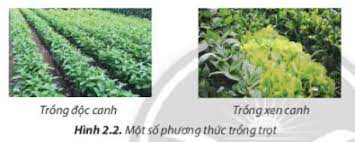 Trồng độc canh
Trồng xen canh
Hình 2.2. Một số phương thức trồng trọt